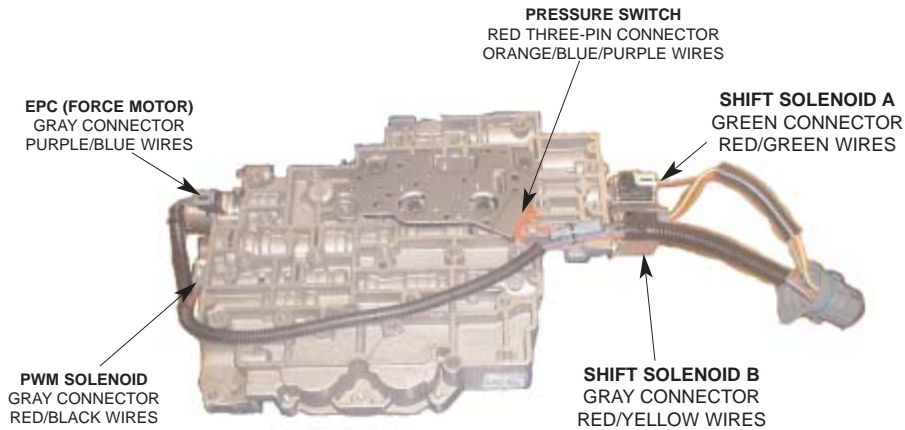 PRESSURE SWITCH
RED THREE-PIN CONNECTOR
ORANGE/BLUE/PURPLE WIRES
EPC (FORCE MOTOR)
GRAY CONNECTOR
PURPLE/BLUE WIRES
SHIFT SOLENOID A
GREEN CONNECTOR
RED/GREEN WIRES
PWM SOLENOID
GRAY CONNECTOR
RED/BLACK WIRES
SHIFT SOLENOID B
GRAY CONNECTOR
RED/YELLOW WIRES